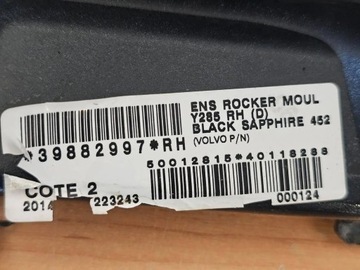 ENS ROCKER MOUL
Y285 RH (D)
BLACK SAPPHIRE 452
(VOLVO P/N)
*39882997*RH
50012815*40118288
COTE 2
2014
223243
000124